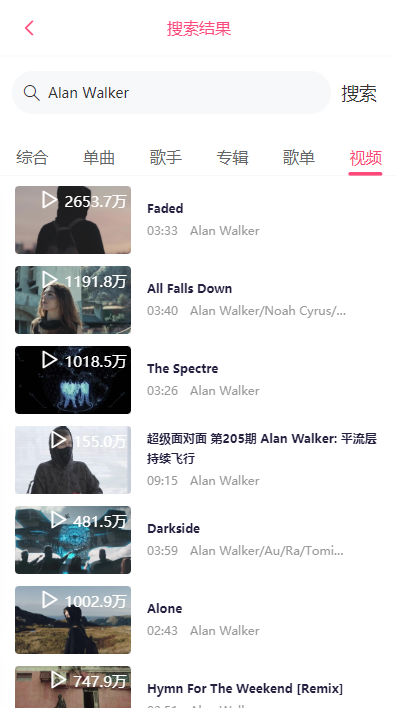 搜索结果
Alan Walker 搜索
综合 单曲 歌手 专辑 歌单 视频
2653.7万
Faded
03:33 Alan Walker
1191.8万
All Falls Down
03:40 Alan Walker/Noah Cyrus/...
1018.5万
The Spectre
03:26 Alan Walker
155.0万
超级面对面 第205期 Alan Walker: 平流层
持续飞行
09:15 Alan Walker
481.5万
Darkside
03:59 Alan Walker/Au/Ra/Tomi...
1002.9万
Alone
02:43 Alan Walker
747.9万
Hymn For The Weekend [Remix]